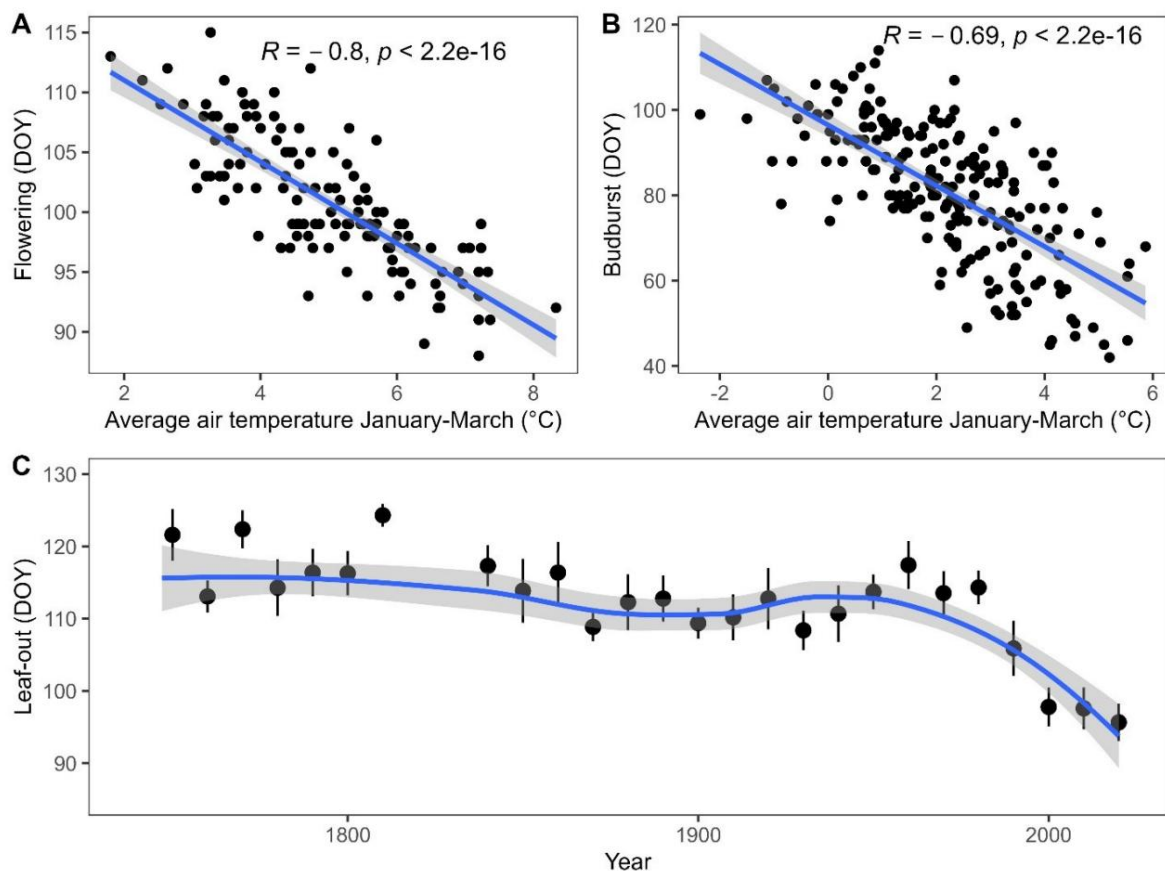 A
R = − 0.8, p < 2.2e-16
Flowering (DOY)
115
110
105
100
95
90
2 4 6 8
Average air temperature January-March (°C)
B
R = − 0.69, p < 2.2e-16
Budburst (DOY)
120
100
80
60
40
-2 0 2 4 6
Average air temperature January-March (°C)
C
Leaf-out (DOY)
130
120
110
100
90
1800 1900 2000
Year